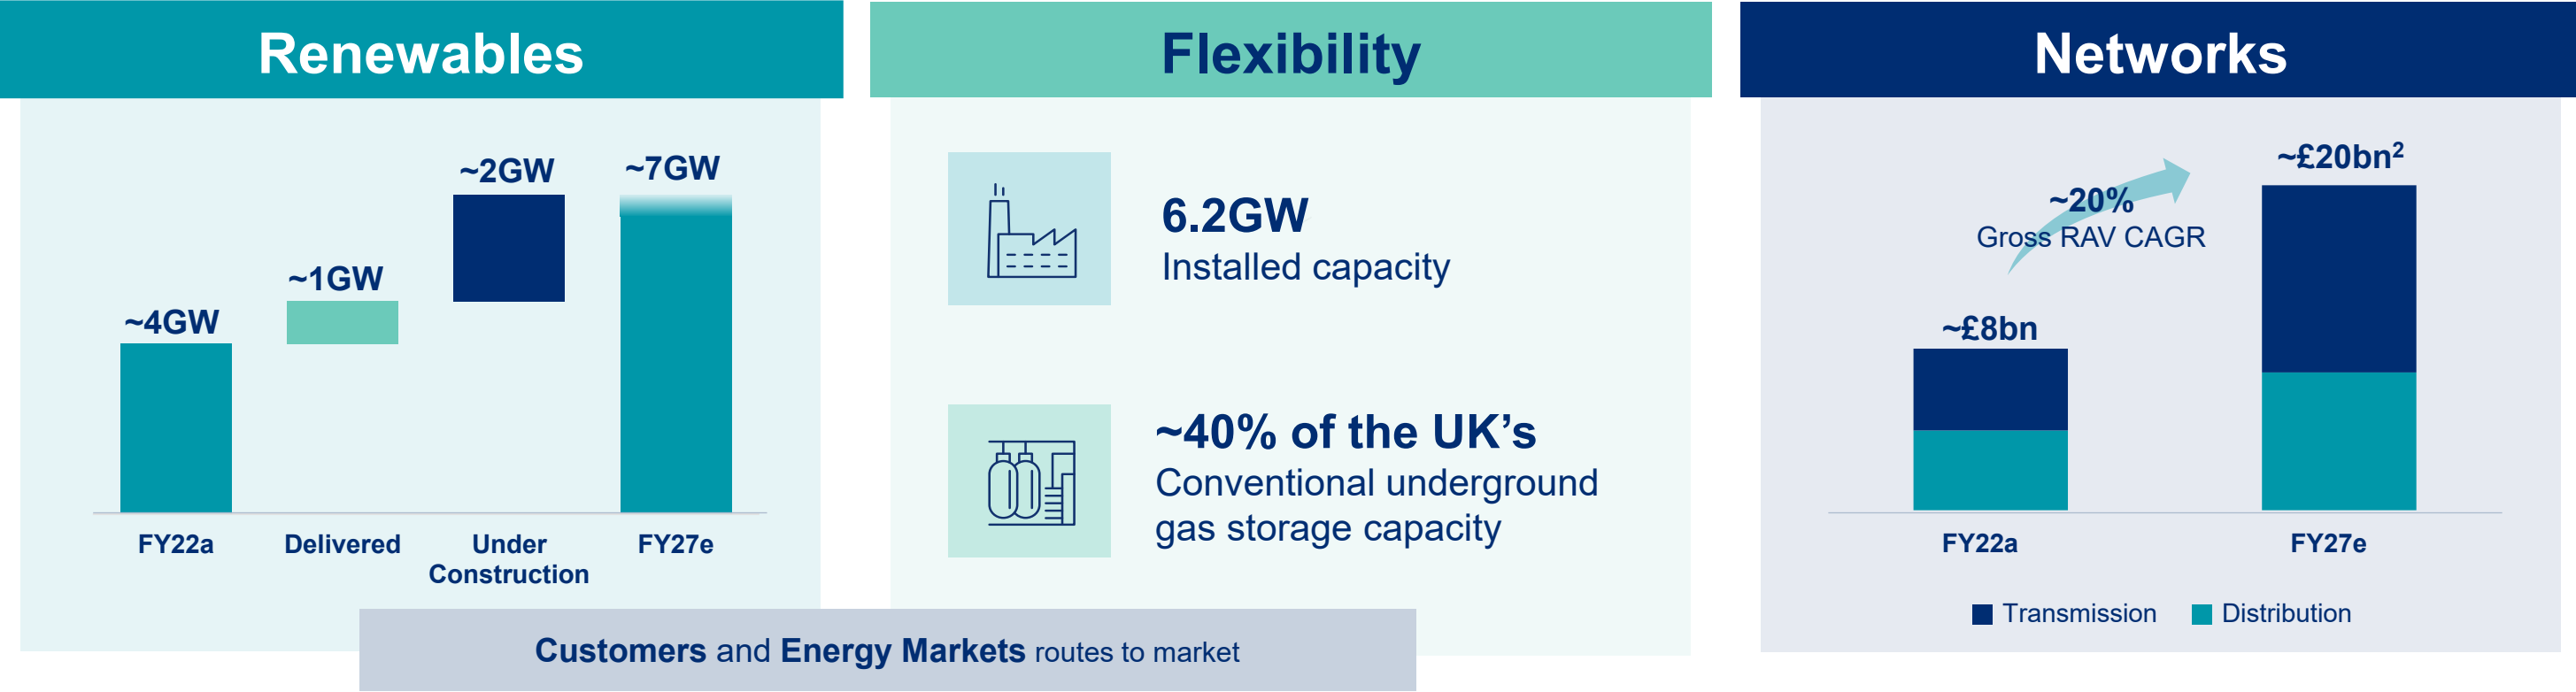 Renewables
~4GW
~1GW
~2GW
~7GW
FY22a
Delivered
Under
Construction
FY27e
Flexibility
6.2GW
Installed capacity
~40% of the UK’s
Conventional underground
gas storage capacity
Networks
~£8bn
~20%
Gross RAV CAGR
~£20bn²
FY22a
FY27e
Transmission
Distribution
Customers and Energy Markets routes to market